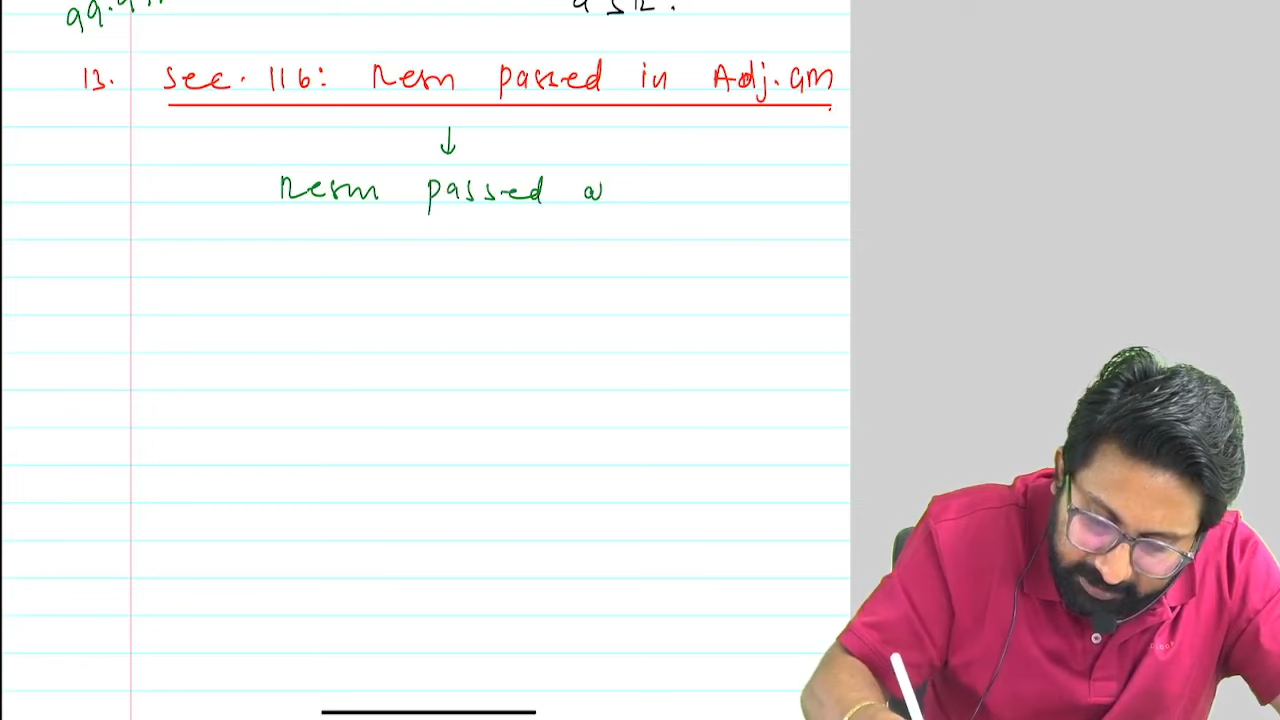 13. Sec. 116: Resn passed in Adj. GM
↓
Resn passed a